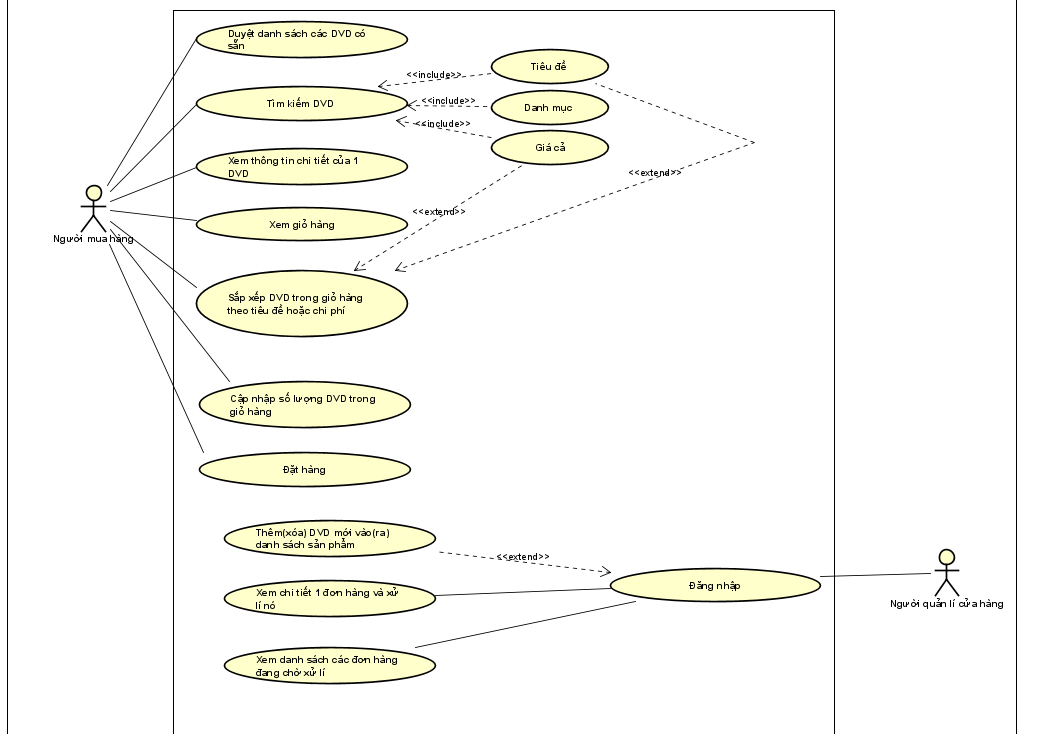 Duyệt danh sách các DVD có
sẵn
Tiêu đề
<<include>>
Tìm kiếm DVD
<<include>>
Danh mục
<<include>>
Giá cả
Xem thông tin chi tiết của 1
DVD
<<extend>>
<<extend>>
Xem giỏ hàng
Người mua hàng
Sắp xếp DVD trong giỏ hàng
theo tiêu đề hoặc chi phí
Cập nhập số lượng DVD trong
giỏ hàng
Đặt hàng
Thêm(xóa) DVD mới vào(ra)
danh sách sản phẩm
<<extend>>
Đăng nhập
Xem chi tiết 1 đơn hàng và xử
lí nó
Người quản lí cửa hàng
Xem danh sách các đơn hàng
đang chờ xử lí